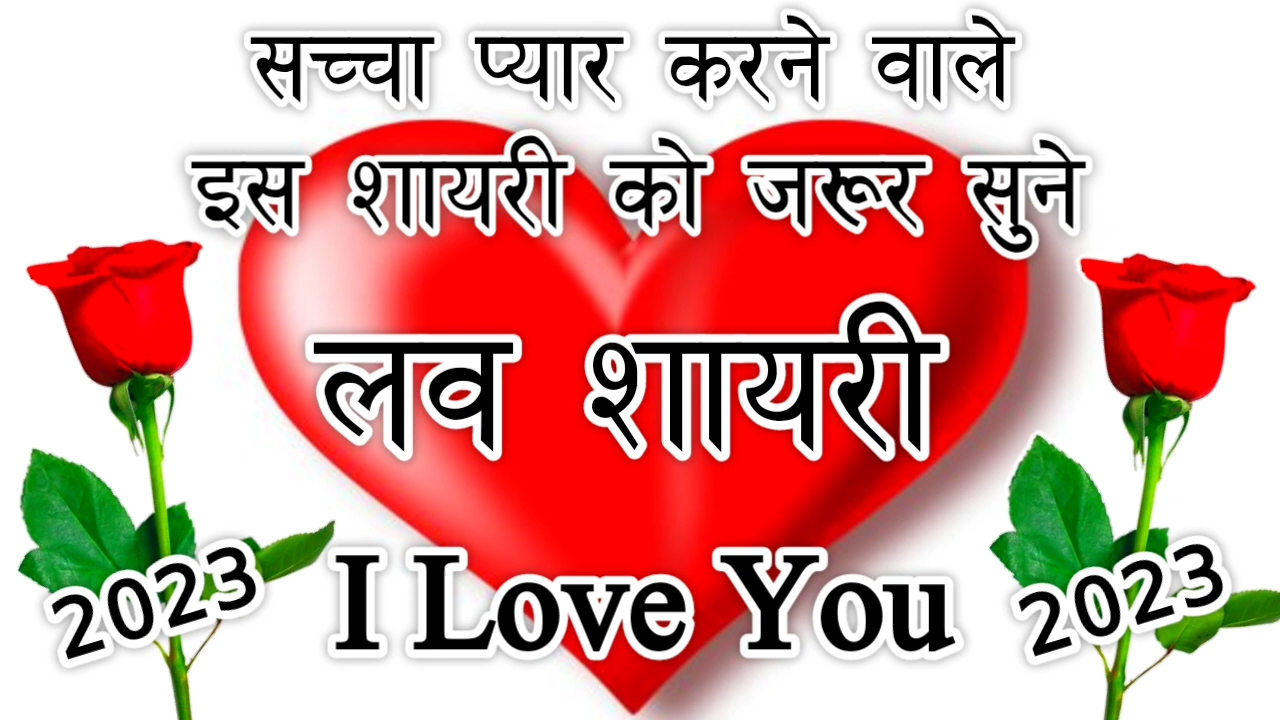 सच्चा प्यार करने वाले
इस शायरी को जरूर सुने
लव शायरी
2023
I Love You
2023